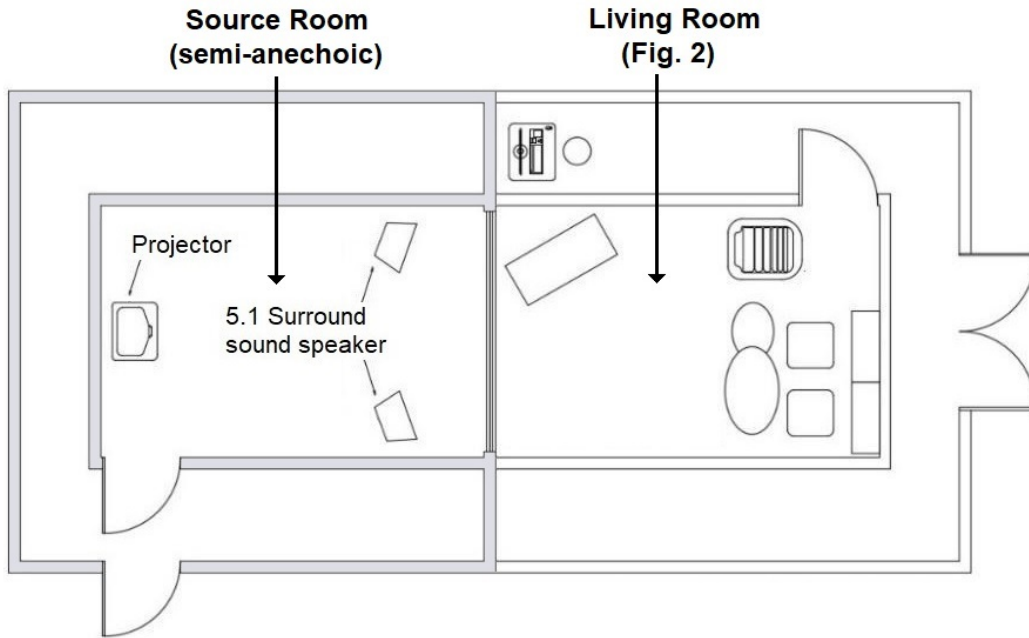 Source Room
(semi-anechoic)
Living Room
(Fig. 2)
Projector
5.1 Surround
sound speaker